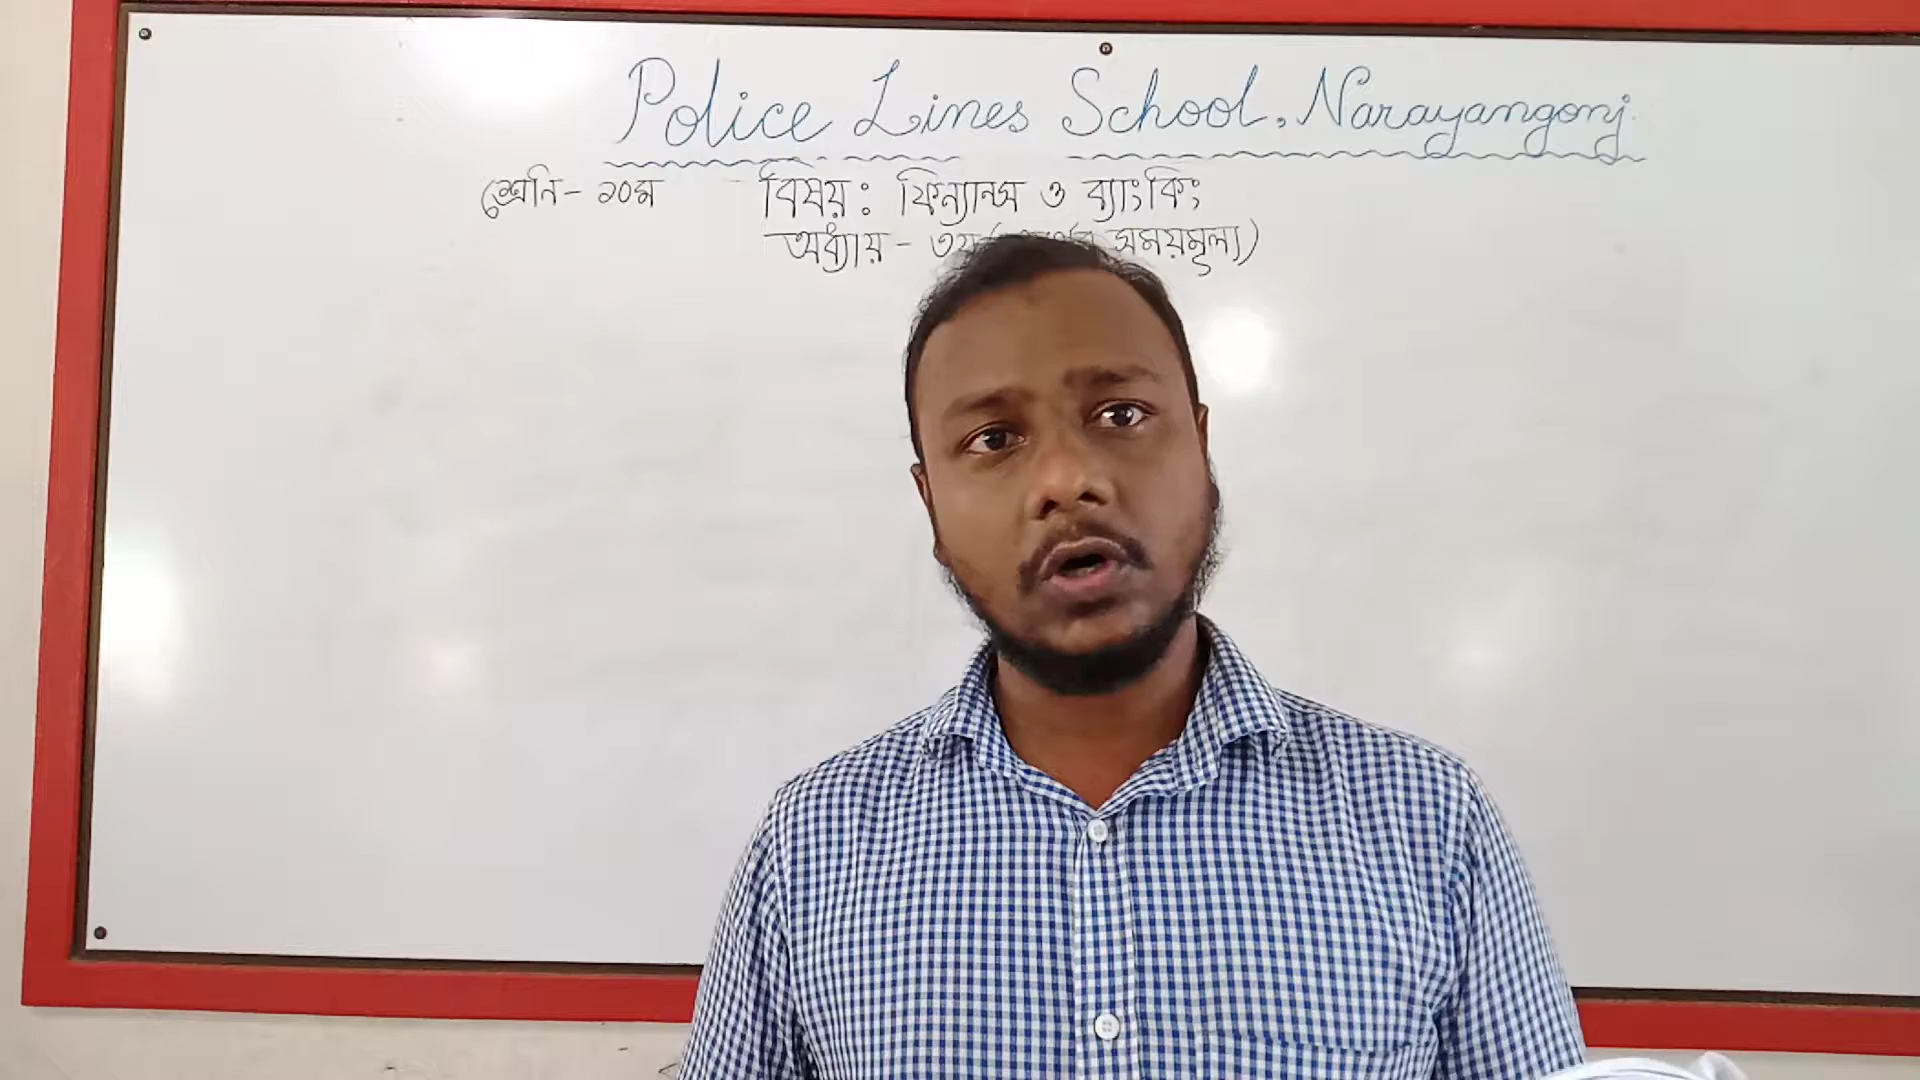 Police Lines School, Narayangonj.
শ্রেনি - ১০ম বিষয়ঃ ফিন্যান্স ও ব্যাংকিং
অধ্যায় - ৩য় ( সময়মূল্য)